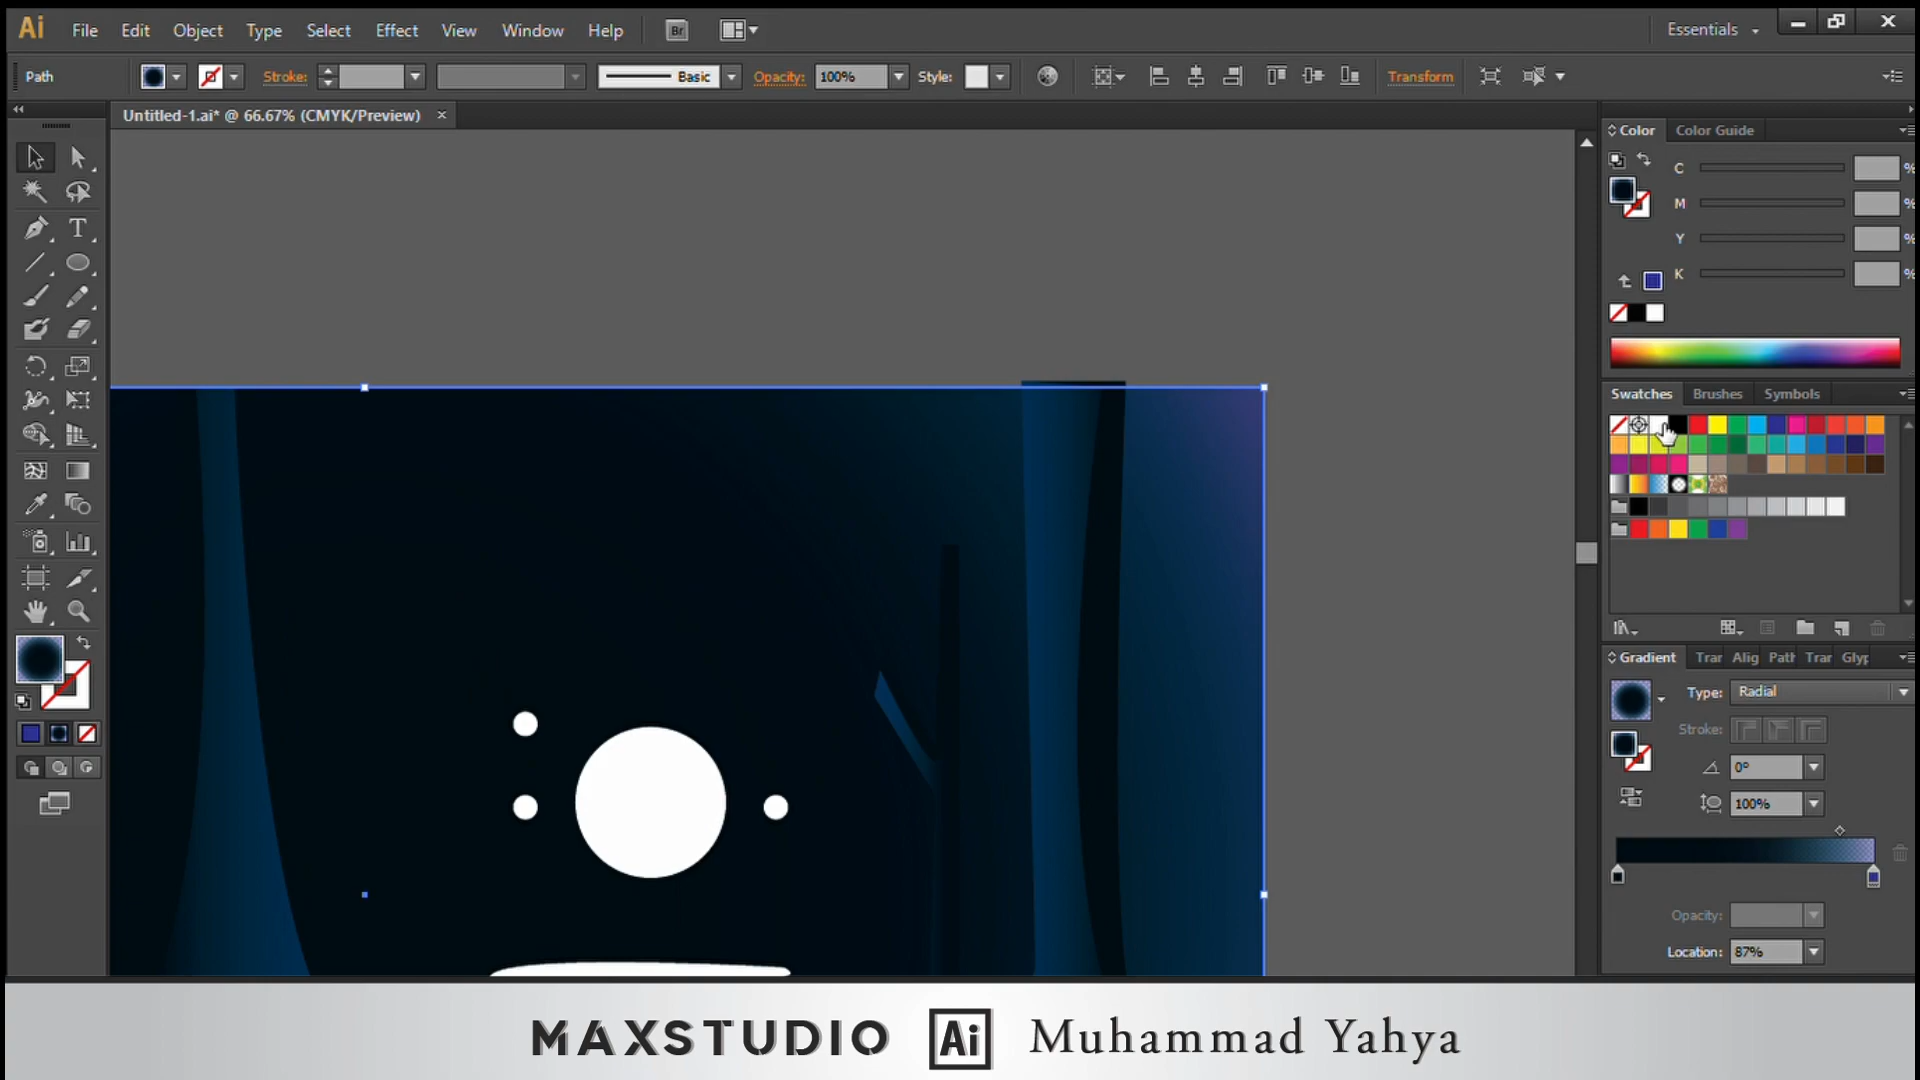 Ai File Edit Object Type Select Effect View Window Help Br Essentials
Path Stroke: Basic Opacity: 100% Style: Transform
Untitled-1.ai* @ 66.67% (CMYK/Preview)
Color Color Guide
C %
M %
Y %
K %
Swatches Brushes Symbols
T
Gradient Trar Alig Path Trar Glyp
Type: Radial
Stroke:
0°
100%
Opacity:
Location: 87%
MAXSTUDIO Ai Muhammad Yahya